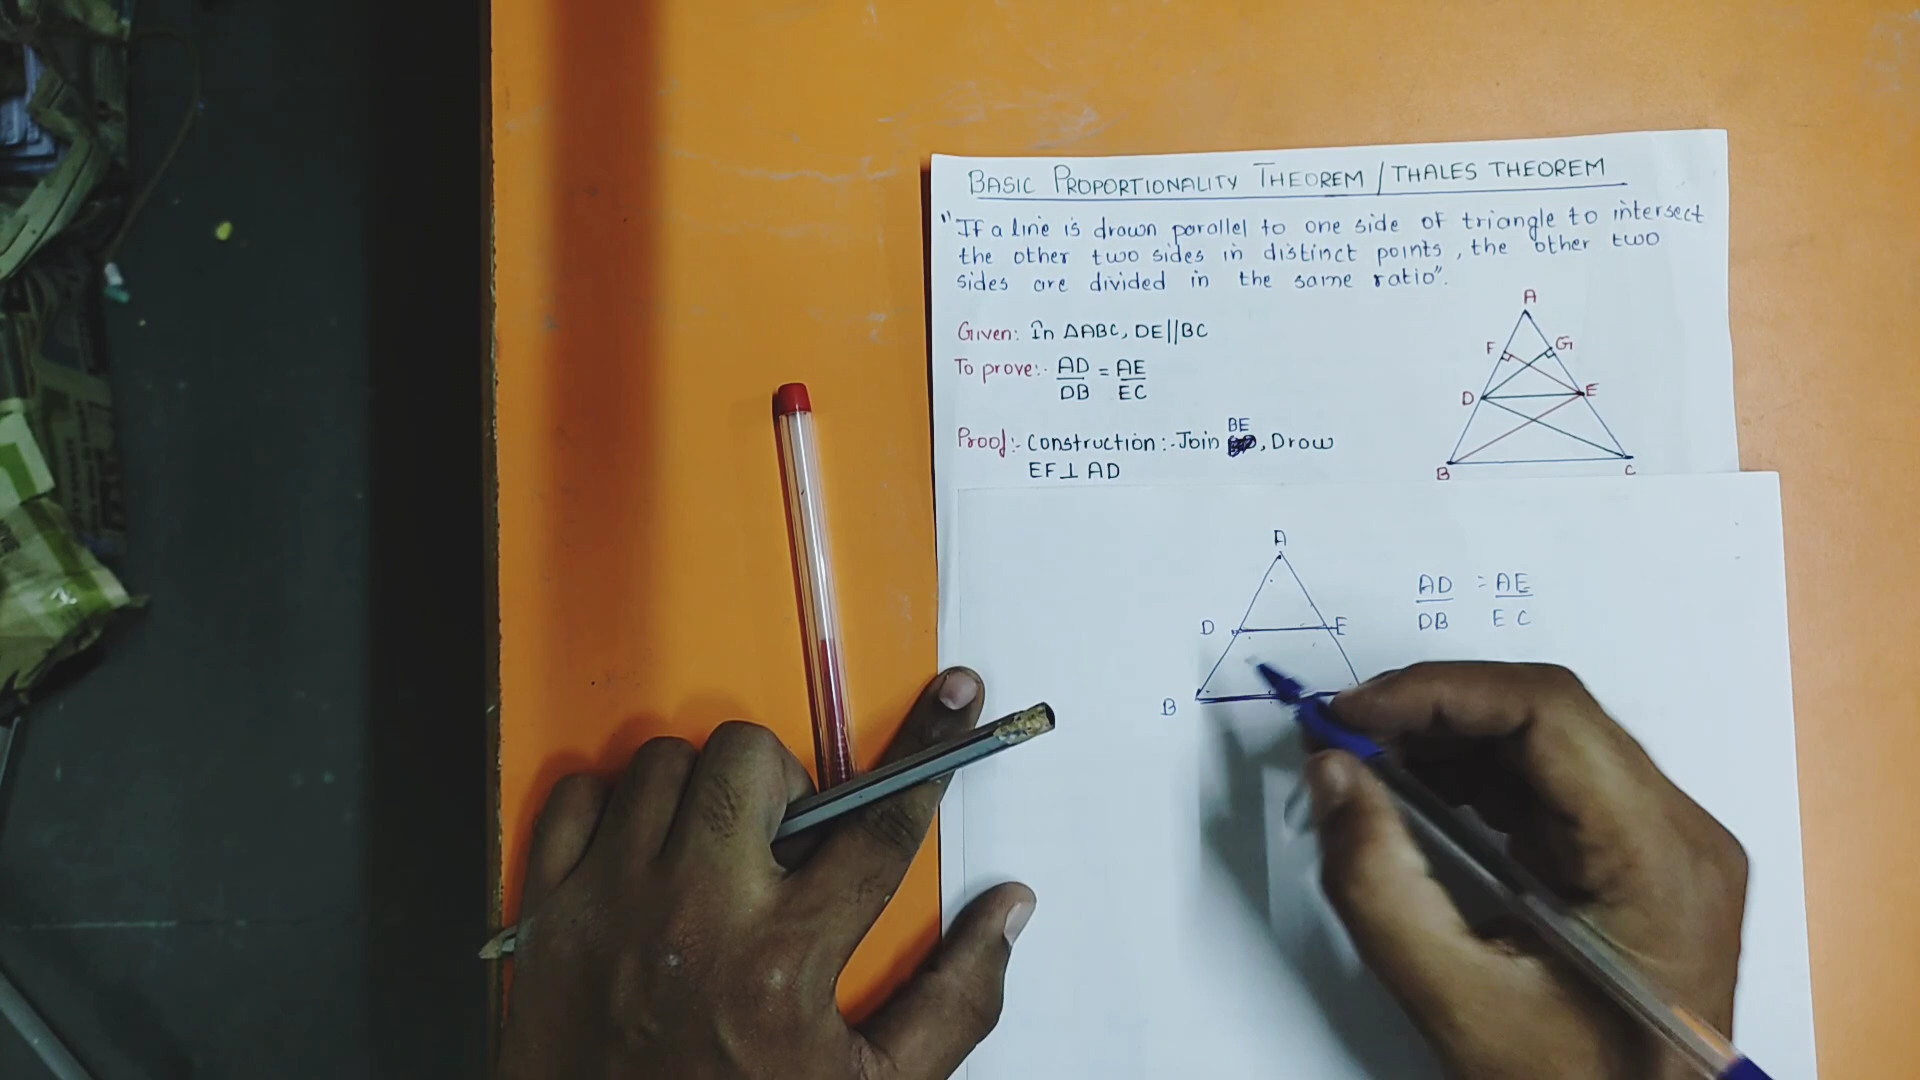 BASIC PROPORTIONALITY THEOREM / THALES THEOREM
"If a line is drawn parallel to one side of triangle to intersect
the other two sides in distinct points, the other two
sides are divided in the same ratio".
Given: In △ABC, DE||BC
To prove:- AD/DB = AE/EC
Proof:- Construction:- Join BE, Draw
EF⊥AD
A
F
G
D
E
B
C
A
D
E
B
AD/DB = AE/EC